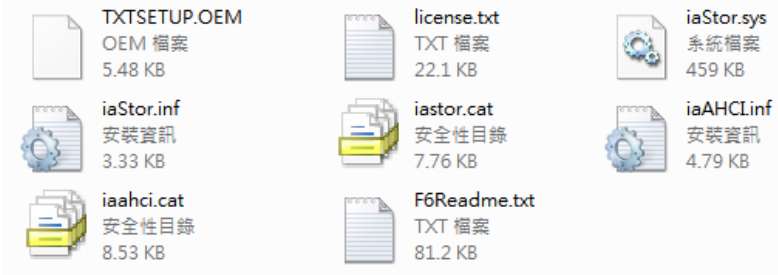 TXTSETUP.OEM
OEM 檔案
5.48 KB
license.txt
TXT 檔案
22.1 KB
iaStor.sys
系統檔案
459 KB
iaStor.inf
安裝資訊
3.33 KB
iastor.cat
安全性目錄
7.76 KB
iaAHCI.inf
安裝資訊
4.79 KB
iaahci.cat
安全性目錄
8.53 KB
F6Readme.txt
TXT 檔案
81.2 KB